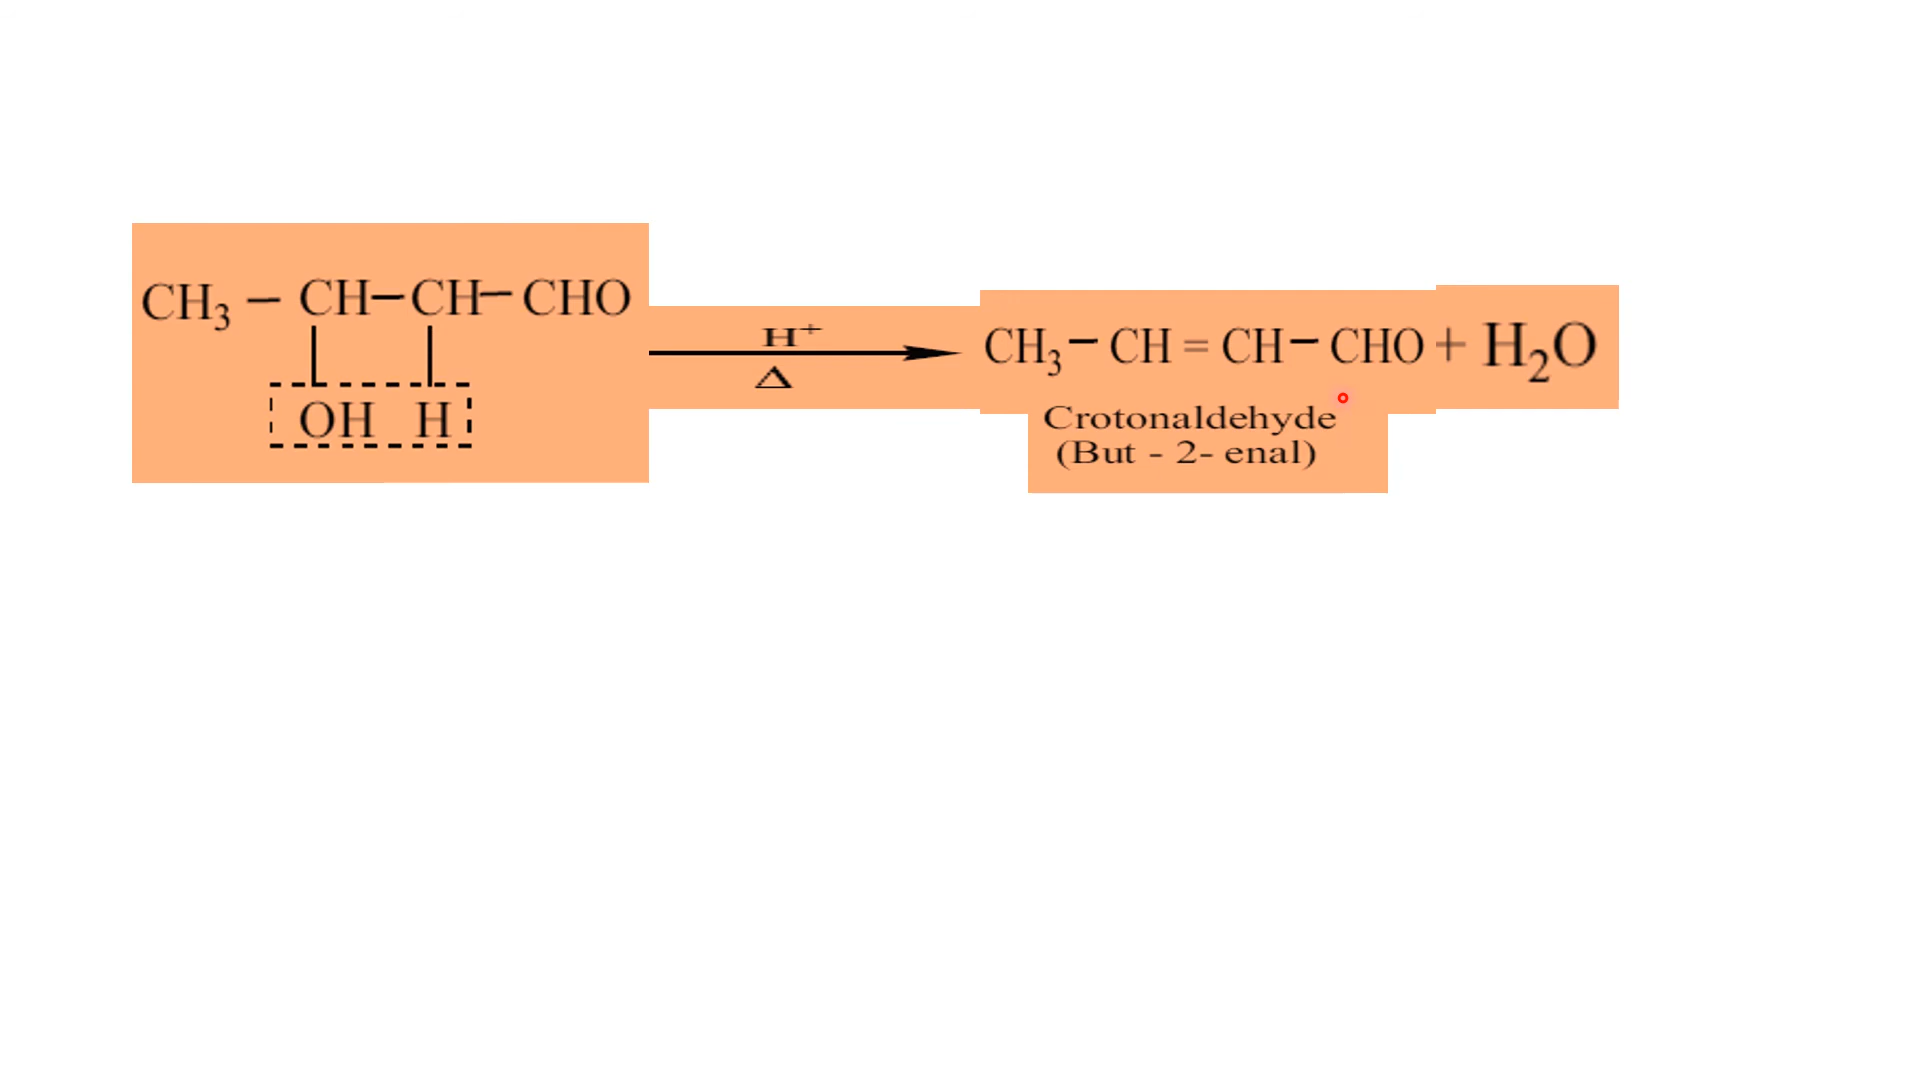 CH₃ – CH–CH–CHO
OH H
H⁺
Δ
CH₃– CH = CH– CHO + H₂O
Crotonaldehyde
(But - 2- enal)